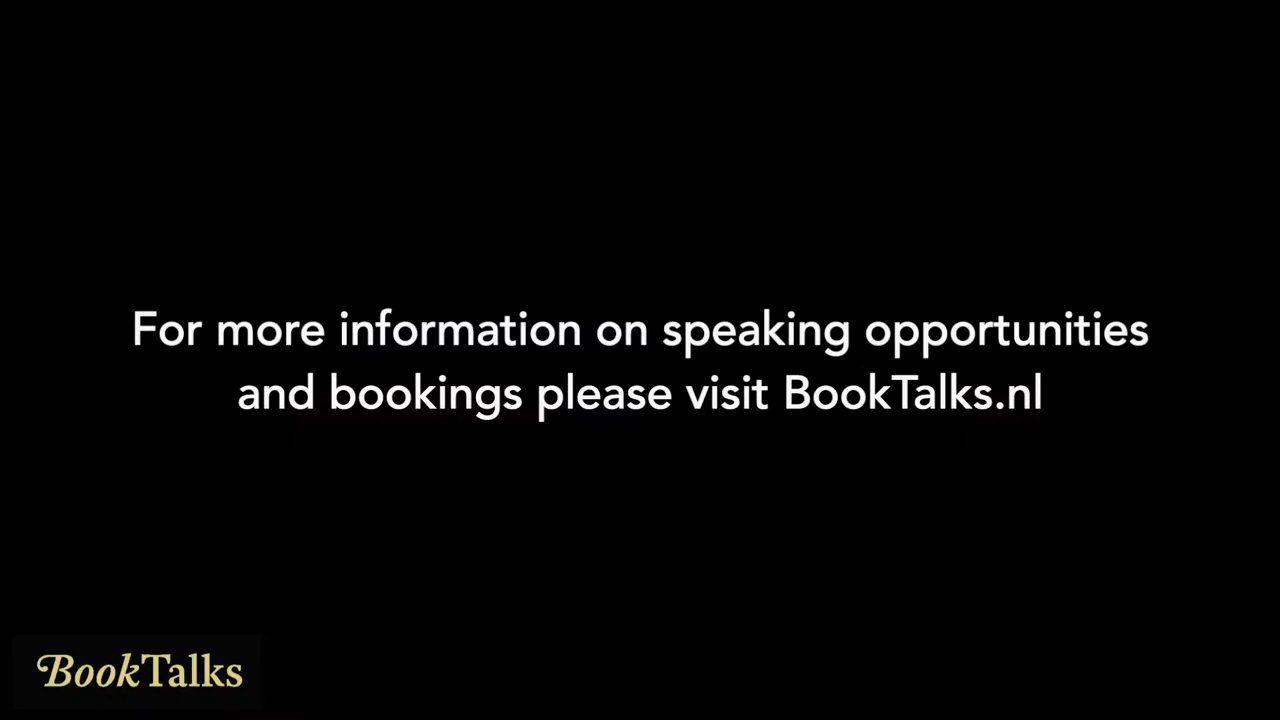 For more information on speaking opportunities
and bookings please visit BookTalks.nl
BookTalks